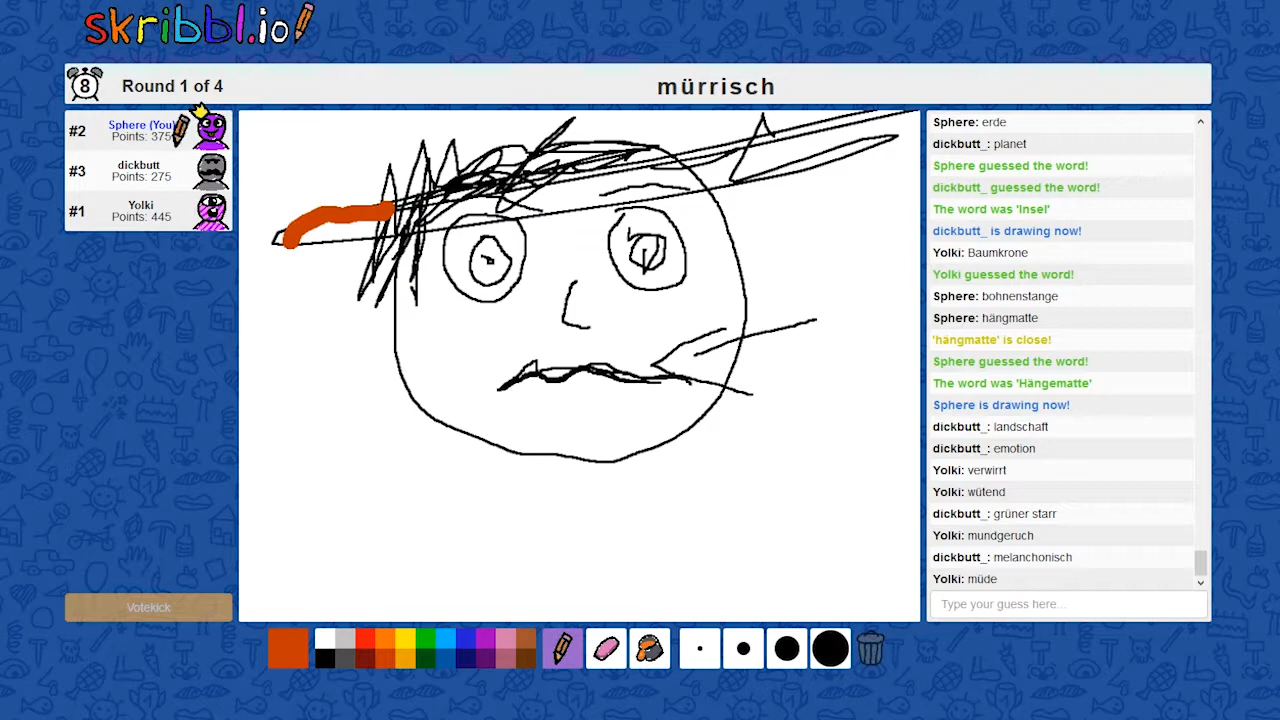 skribbl.io
8
Round 1 of 4
mürrisch
#2
Sphere (You)
Points: 375
#3
dickbutt
Points: 275
#1
Yolki
Points: 445
Votekick
Sphere: erde
dickbutt_: planet
Sphere guessed the word!
dickbutt_ guessed the word!
The word was 'Insel'
dickbutt_ is drawing now!
Yolki: Baumkrone
Yolki guessed the word!
Sphere: bohnenstange
Sphere: hängmatte
'hängmatte' is close!
Sphere guessed the word!
The word was 'Hängematte'
Sphere is drawing now!
dickbutt_: landschaft
dickbutt_: emotion
Yolki: verwirrt
Yolki: wütend
dickbutt_: grüner starr
Yolki: mundgeruch
dickbutt_: melanchonisch
Yolki: müde
Type your guess here...